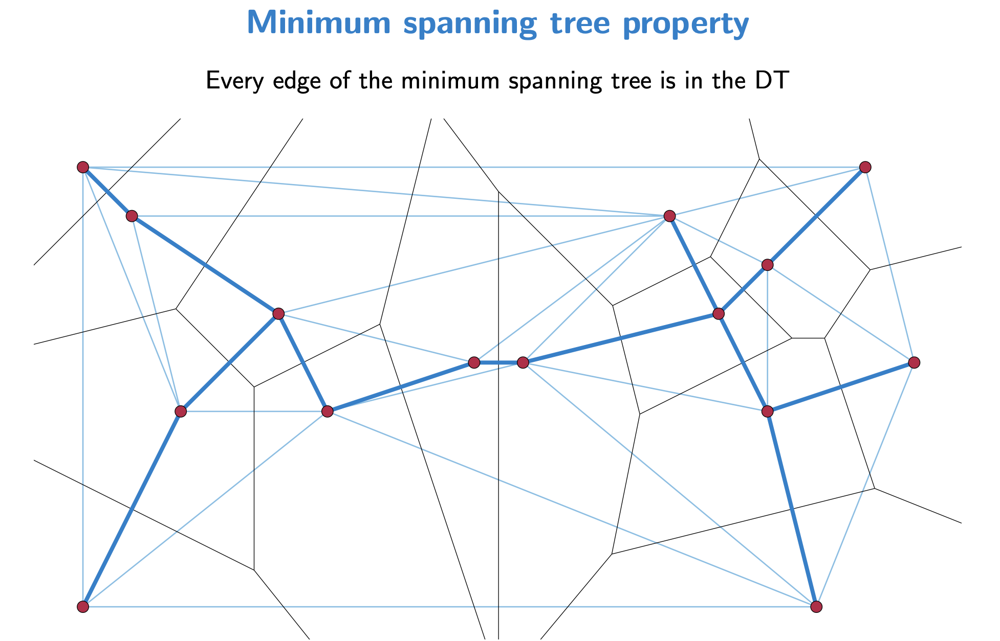 Minimum spanning tree property
Every edge of the minimum spanning tree is in the DT